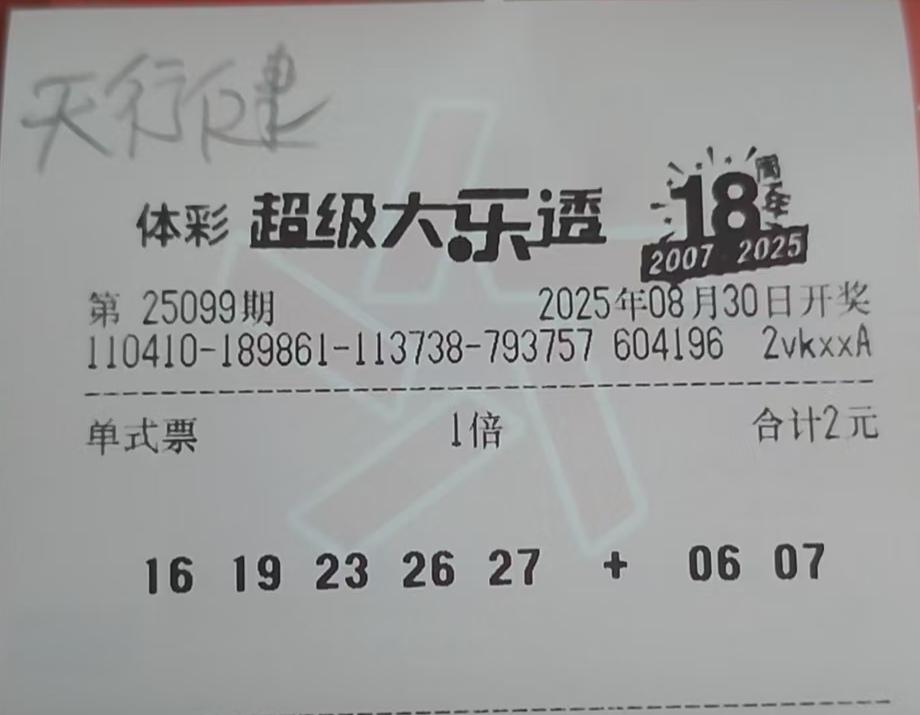 天行健
体彩 超级大乐透 18周年
2007 2025
第 25099期 2025年08月30日开奖
110410-189861-113738-793757 604196 2vkxxA
单式票 1倍 合计2元
16 19 23 26 27 + 06 07